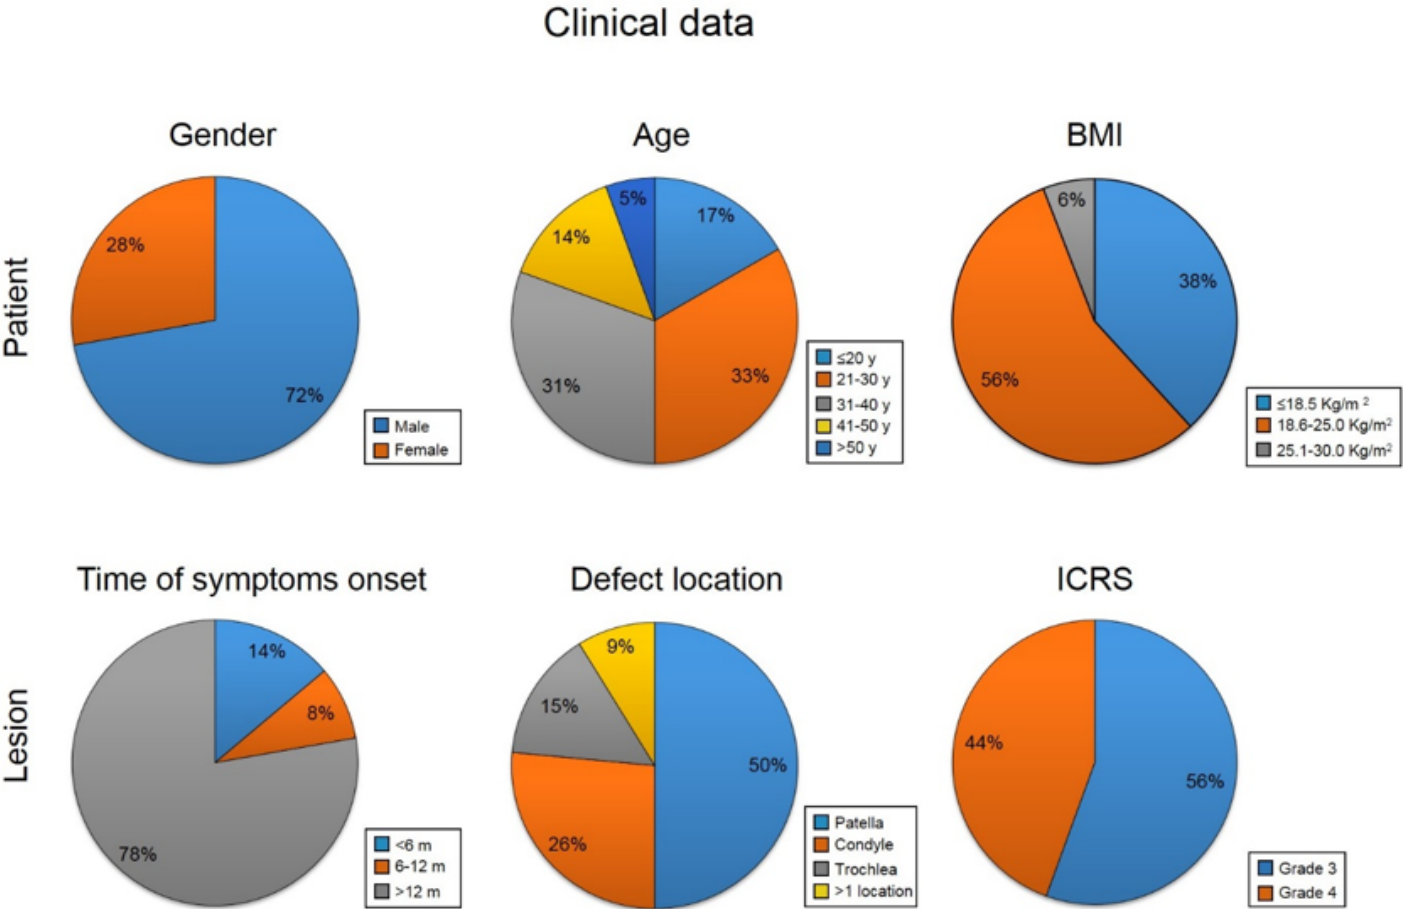 Clinical data
Gender
Age
BMI
Patient
28%
72%
Male
Female
5%
17%
14%
31%
33%
≤20 y
21-30 y
31-40 y
41-50 y
>50 y
6%
38%
56%
≤18.5 Kg/m ²
18.6-25.0 Kg/m²
25.1-30.0 Kg/m²
Time of symptoms onset
Defect location
ICRS
Lesion
14%
8%
78%
<6 m
6-12 m
>12 m
9%
15%
50%
26%
Patella
Condyle
Trochlea
>1 location
44%
56%
Grade 3
Grade 4